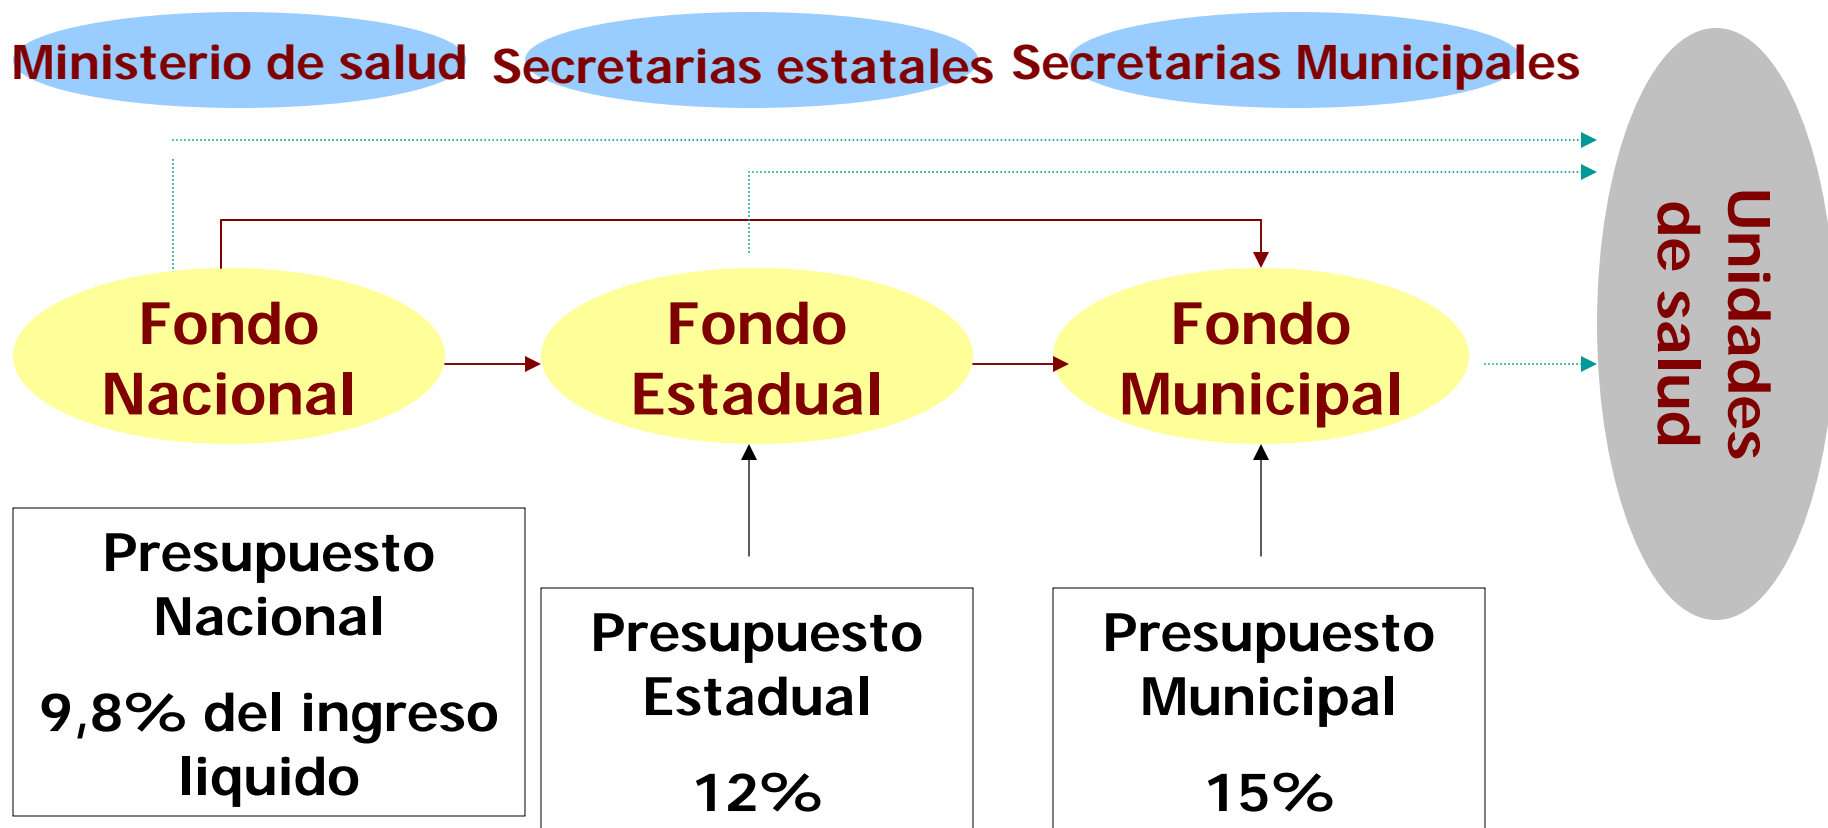 Ministerio de salud
Secretarias estatales
Secretarias Municipales
Unidades
de salud
Fondo
Nacional
Fondo
Estadual
Fondo
Municipal
Presupuesto
Nacional
9,8% del ingreso
liquido
Presupuesto
Estadual
12%
Presupuesto
Municipal
15%